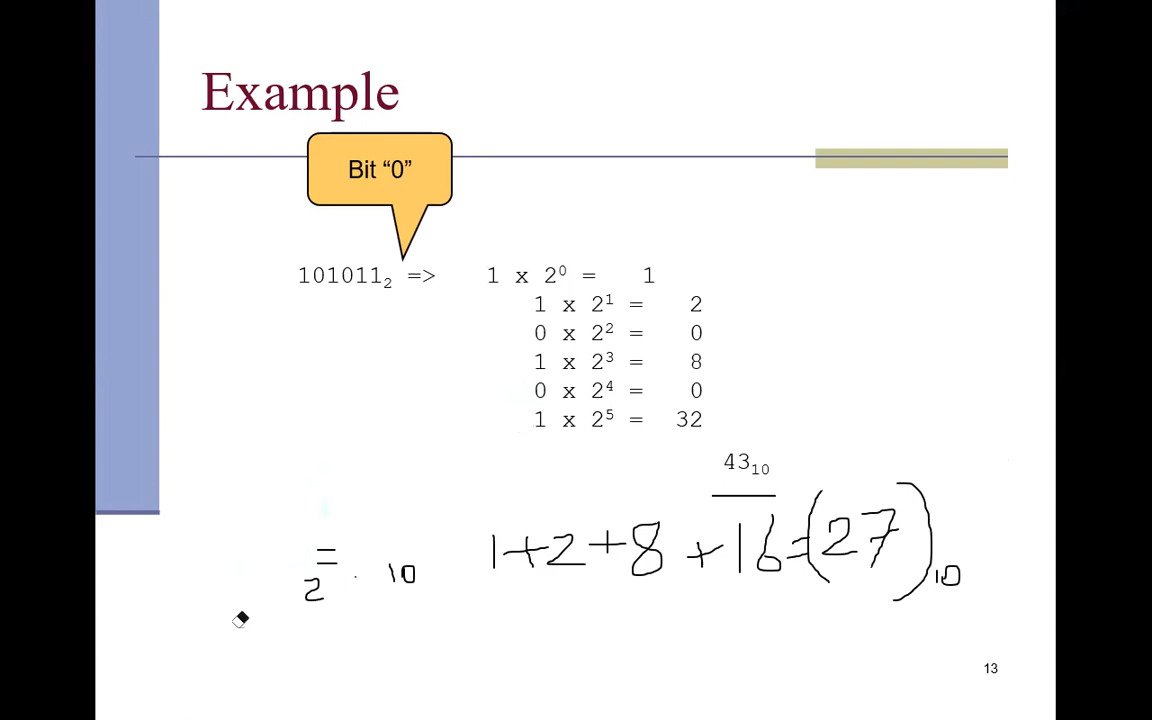 Example
Bit “0”
101011₂ => 1 x 2⁰ = 1
1 x 2¹ = 2
0 x 2² = 0
1 x 2³ = 8
0 x 2⁴ = 0
1 x 2⁵ = 32
43₁₀
1+2+8+16=(27)₁₀
=
2 . 10
13